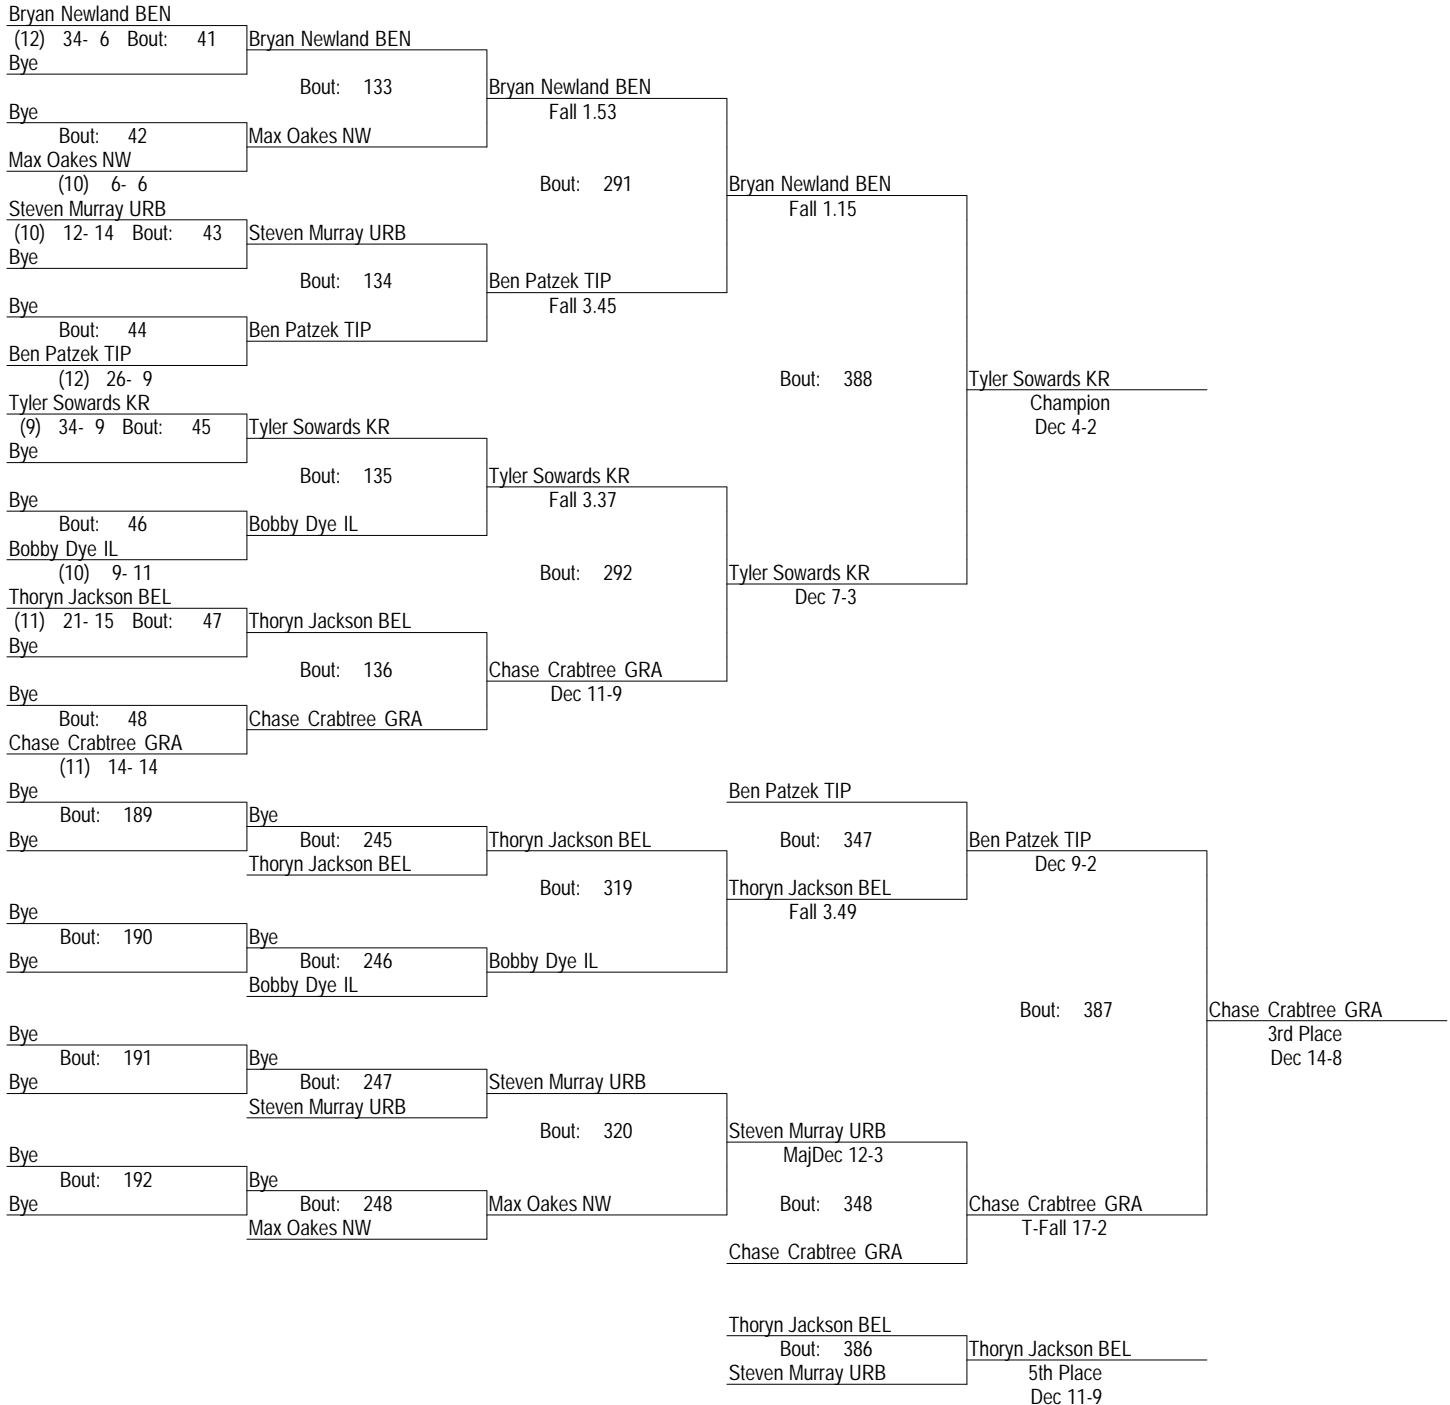 Bryan Newland BEN
(12) 34- 6 Bout: 41 Bryan Newland BEN
Bye
Bout: 133 Bryan Newland BEN
Bye Fall 1.53
Bout: 42 Max Oakes NW
Max Oakes NW
(10) 6- 6 Bout: 291 Bryan Newland BEN
Steven Murray URB Fall 1.15
(10) 12- 14 Bout: 43 Steven Murray URB
Bye
Bout: 134 Ben Patzek TIP
Bye Fall 3.45
Bout: 44 Ben Patzek TIP
Ben Patzek TIP
(12) 26- 9 Bout: 388 Tyler Sowards KR
Tyler Sowards KR Champion
(9) 34- 9 Bout: 45 Tyler Sowards KR Dec 4-2
Bye
Bout: 135 Tyler Sowards KR
Bye Fall 3.37
Bout: 46 Bobby Dye IL
Bobby Dye IL
(10) 9- 11 Bout: 292 Tyler Sowards KR
Thoryn Jackson BEL Dec 7-3
(11) 21- 15 Bout: 47 Thoryn Jackson BEL
Bye
Bout: 136 Chase Crabtree GRA
Bye Dec 11-9
Bout: 48 Chase Crabtree GRA
Chase Crabtree GRA
(11) 14- 14
Bye Ben Patzek TIP
Bout: 189 Bye
Bye Bout: 245 Thoryn Jackson BEL Bout: 347 Ben Patzek TIP
Thoryn Jackson BEL Dec 9-2
Bout: 319 Thoryn Jackson BEL
Bye Fall 3.49
Bout: 190 Bye
Bye Bout: 246 Bobby Dye IL
Bobby Dye IL
Bout: 387 Chase Crabtree GRA
Bye 3rd Place
Bout: 191 Bye Dec 14-8
Bye Bout: 247 Steven Murray URB
Steven Murray URB
Bout: 320 Steven Murray URB
Bye MajDec 12-3
Bout: 192 Bye
Bye Bout: 248 Max Oakes NW Bout: 348 Chase Crabtree GRA
Max Oakes NW T-Fall 17-2
Chase Crabtree GRA
Thoryn Jackson BEL
Bout: 386 Thoryn Jackson BEL
Steven Murray URB 5th Place
Dec 11-9